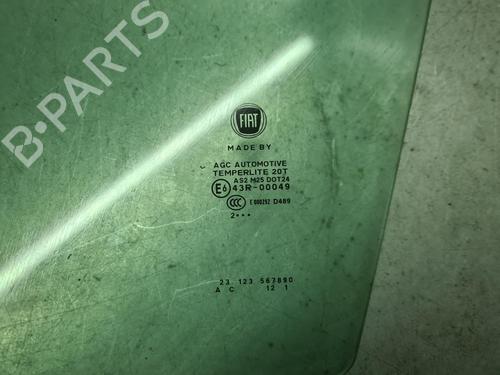 B-PARTS
FIAT
MADE BY
AGC AUTOMOTIVE
TEMPERLITE 20T
AS2 M25 DOT24
E6 43R-00049
CCC E000292 D489
2•••
23 123 567890
A C 12 1